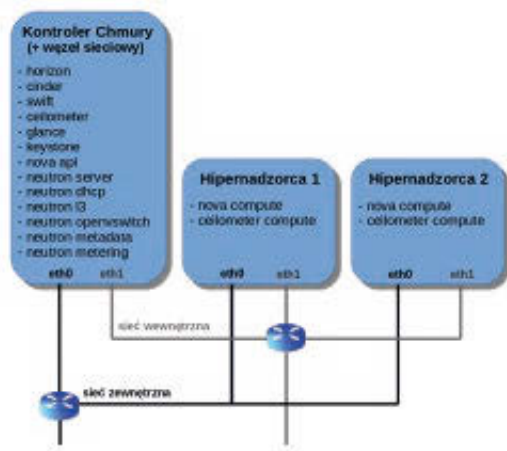 Kontroler Chmury
(+ węzeł sieciowy)
- horizon
- cinder
- swift
- ceilometer
- glance
- keystone
- nova api
- neutron server
- neutron dhcp
- neutron l3
- neutron openvswitch
- neutron metadata
- neutron metering
eth0 eth1
Hipernadzorca 1
- nova compute
- ceilometer compute
eth0 eth1
Hipernadzorca 2
- nova compute
- ceilometer compute
eth0 eth1
sieć wewnętrzna
sieć zewnętrzna